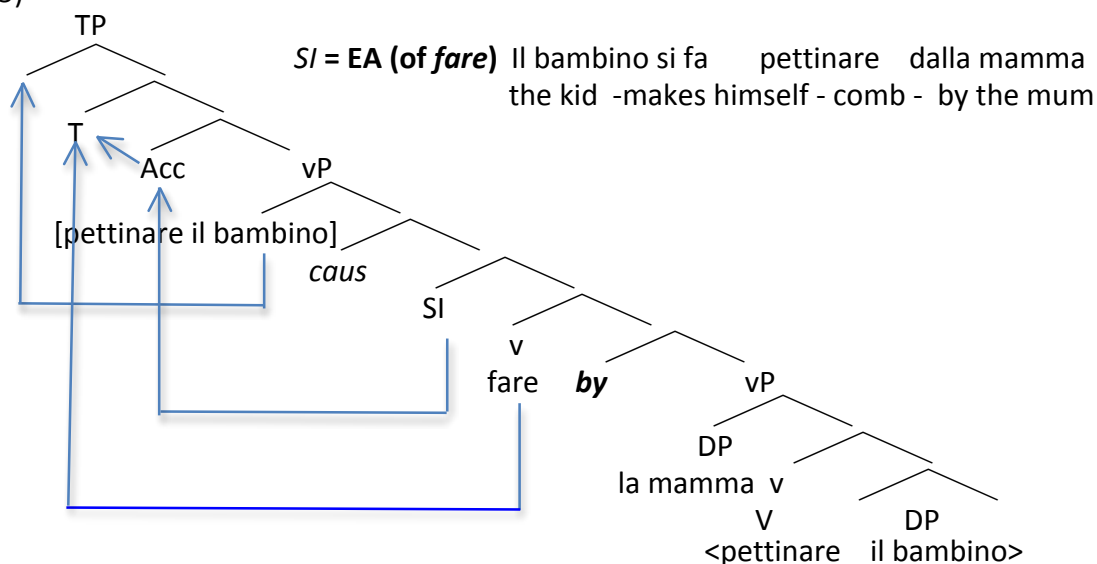 TP
SI = EA (of fare) Il bambino si fa pettinare dalla mamma
the kid -makes himself - comb - by the mum
T
Acc vP
[pettinare il bambino]
caus
SI
v
fare by vP
DP
la mamma v
V DP
<pettinare il bambino>